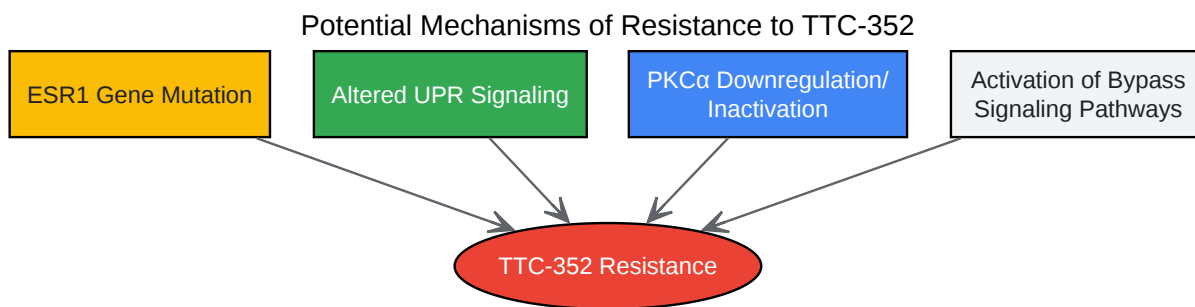 Potential Mechanisms of Resistance to TTC-352
ESR1 Gene Mutation
Altered UPR Signaling
PKCα Downregulation/
Inactivation
Activation of Bypass
Signaling Pathways
TTC-352 Resistance